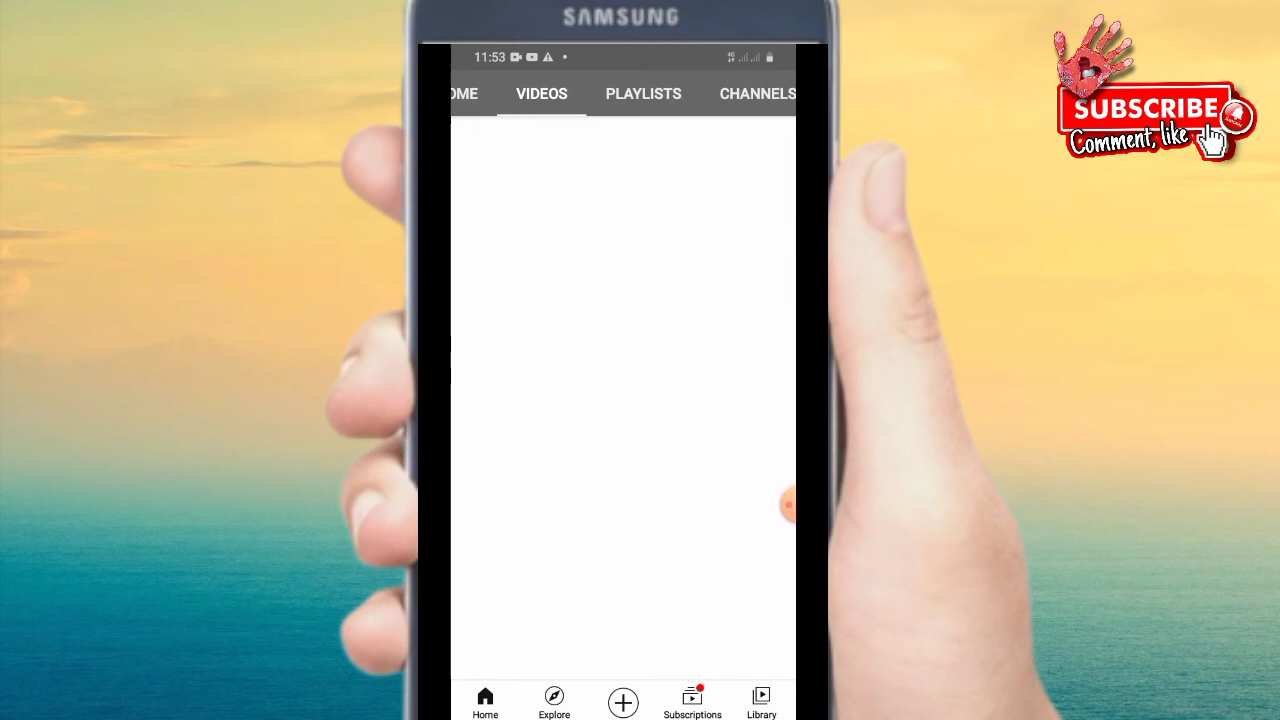 SAMSUNG
11:53
OME VIDEOS PLAYLISTS CHANNELS
SUBSCRIBE
Comment, like
Home Explore Subscriptions Library